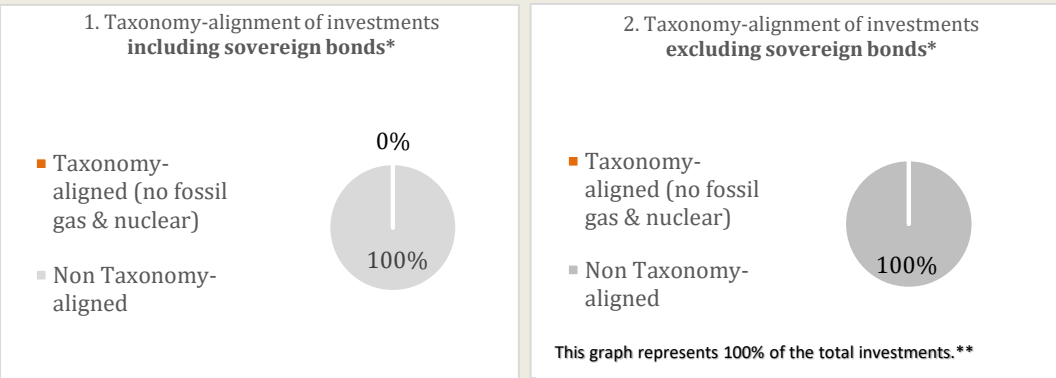 1. Taxonomy-alignment of investments
including sovereign bonds*
0%
Taxonomy-
aligned (no fossil
gas & nuclear)
100%
Non Taxonomy-
aligned
2. Taxonomy-alignment of investments
excluding sovereign bonds*
Taxonomy-
aligned (no fossil
gas & nuclear)
100%
Non Taxonomy-
aligned
This graph represents 100% of the total investments.**